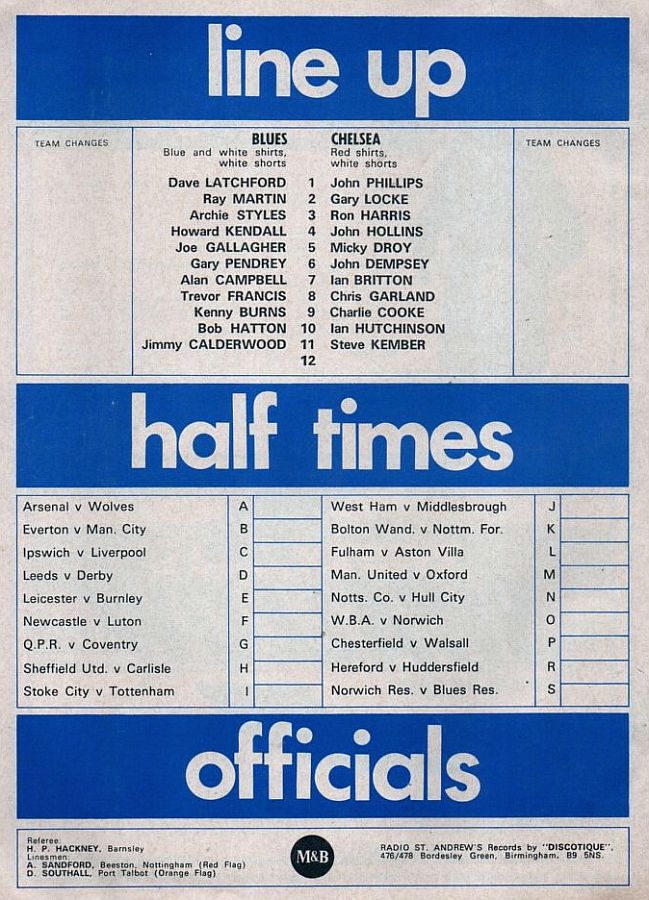 line up
TEAM CHANGES
BLUES CHELSEA
Blue and white shirts, white shorts
Red shirts, white shorts
Dave LATCHFORD 1 John PHILLIPS
Ray MARTIN 2 Gary LOCKE
Archie STYLES 3 Ron HARRIS
Howard KENDALL 4 John HOLLINS
Joe GALLAGHER 5 Micky DROY
Gary PENDREY 6 John DEMPSEY
Alan CAMPBELL 7 Ian BRITTON
Trevor FRANCIS 8 Chris GARLAND
Kenny BURNS 9 Charlie COOKE
Bob HATTON 10 Ian HUTCHINSON
Jimmy CALDERWOOD 11 Steve KEMBER
12
TEAM CHANGES
half times
Arsenal v Wolves A
Everton v Man. City B
Ipswich v Liverpool C
Leeds v Derby D
Leicester v Burnley E
Newcastle v Luton F
Q.P.R. v Coventry G
Sheffield Utd. v Carlisle H
Stoke City v Tottenham I
West Ham v Middlesbrough J
Bolton Wand. v Nottm. For. K
Fulham v Aston Villa L
Man. United v Oxford M
Notts. Co. v Hull City N
W.B.A. v Norwich O
Chesterfield v Walsall P
Hereford v Huddersfield R
Norwich Res. v Blues Res. S
officials
Referee:
H. P. HACKNEY, Barnsley
Linesmen:
A. SANDFORD, Beeston, Nottingham (Red Flag)
D. SOUTHALL, Port Talbot (Orange Flag)
M&B
RADIO ST. ANDREW'S Records by "DISCOTIQUE",
476/478 Bordesley Green, Birmingham, B9 5NS.